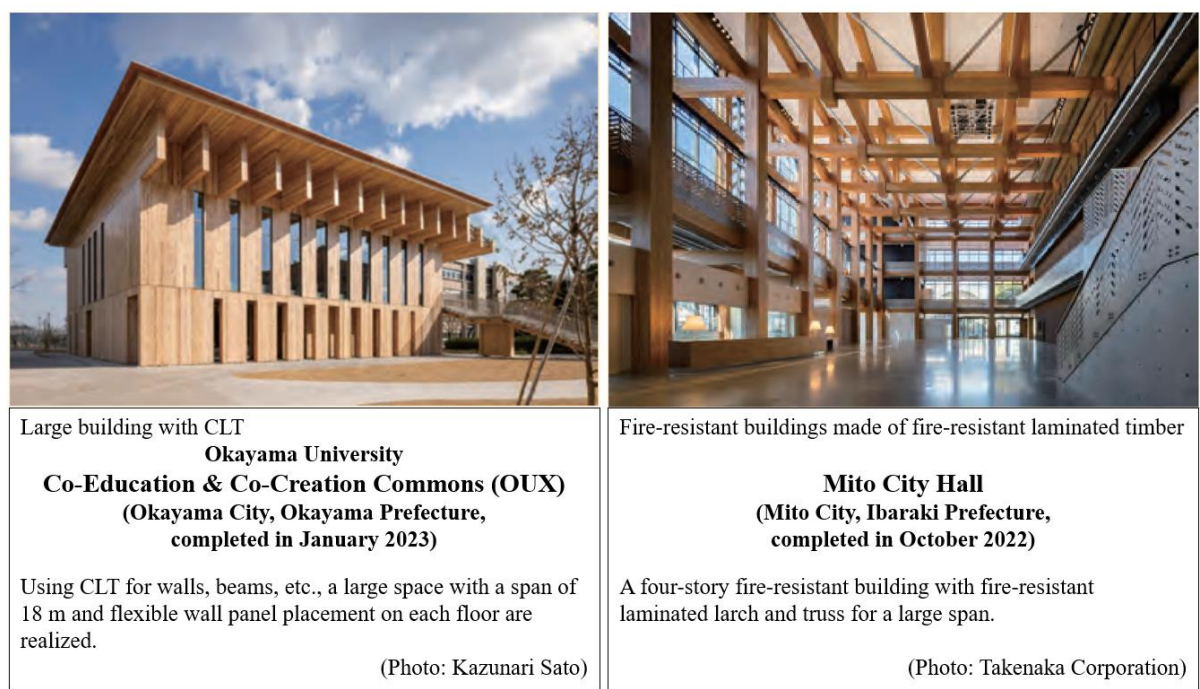 Large building with CLT
Okayama University
Co-Education & Co-Creation Commons (OUX)
(Okayama City, Okayama Prefecture,
completed in January 2023)
Using CLT for walls, beams, etc., a large space with a span of
18 m and flexible wall panel placement on each floor are
realized.
(Photo: Kazunari Sato)
Fire-resistant buildings made of fire-resistant laminated timber
Mito City Hall
(Mito City, Ibaraki Prefecture,
completed in October 2022)
A four-story fire-resistant building with fire-resistant
laminated larch and truss for a large span.
(Photo: Takenaka Corporation)